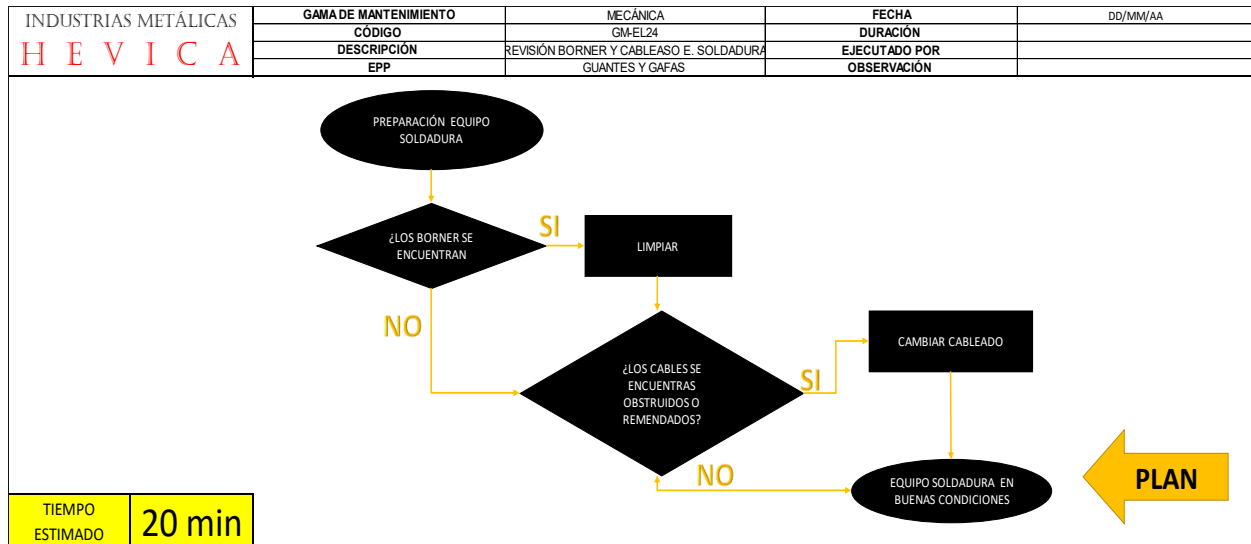 INDUSTRIAS METÁLICAS
HEVICA
GAMA DE MANTENIMIENTO MECÁNICA FECHA DD/MM/AA
CÓDIGO GM-EL24 DURACIÓN
DESCRIPCIÓN REVISIÓN BORNER Y CABLEASO E. SOLDADURA EJECUTADO POR
EPP GUANTES Y GAFAS OBSERVACIÓN
PREPARACIÓN EQUIPO
SOLDADURA
¿LOS BORNER SE
ENCUENTRAN
SI
LIMPIAR
NO
¿LOS CABLES SE
ENCUENTRAS
OBSTRUIDOS O
REMENDADOS?
SI
CAMBIAR CABLEADO
NO
EQUIPO SOLDADURA EN
BUENAS CONDICIONES
PLAN
TIEMPO
ESTIMADO
20 min